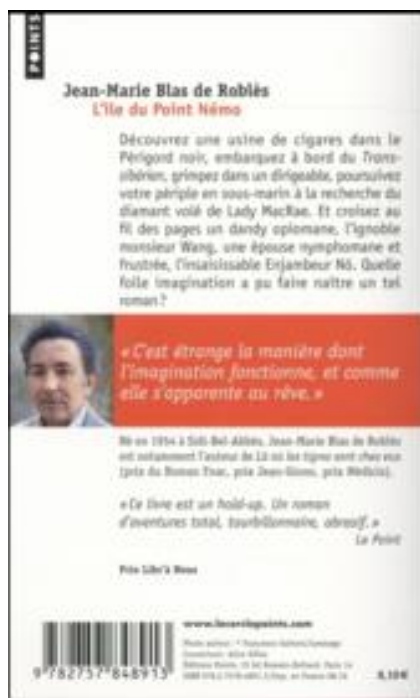 POINTS
Jean-Marie Blas de Roblès
L'île du Point Némo
Découvrez une usine de cigares dans le
Périgord noir, embarquez à bord du Trans-
sibérien, grimpez dans un dirigeable, poursuivez
votre périple en sous-marin à la recherche du
diamant volé de Lady MacRae. Et croisez au
fil des pages un dandy opiomane, l'ignoble
monsieur Wang, une épouse nymphomane et
frustrée, l'insaisissable Enjambeur Nô. Quelle
folle imagination a pu faire naître un tel
roman ?
« C'est étrange la manière dont
l'imagination fonctionne, et comme
elle s'apparente au rêve. »
Né en 1954 à Sidi-Bel-Abbès, Jean-Marie Blas de Roblès
est notamment l'auteur de Là où les tigres sont chez eux
(prix du Roman Fnac, prix Jean-Giono, prix Médicis).
« Ce livre est un hold-up. Un roman
d'aventures total, tourbillonnaire, abrasif. »
Le Point
Prix Libr'à Nous
www.lecerclepoints.com
9 782757 848913
8,10€